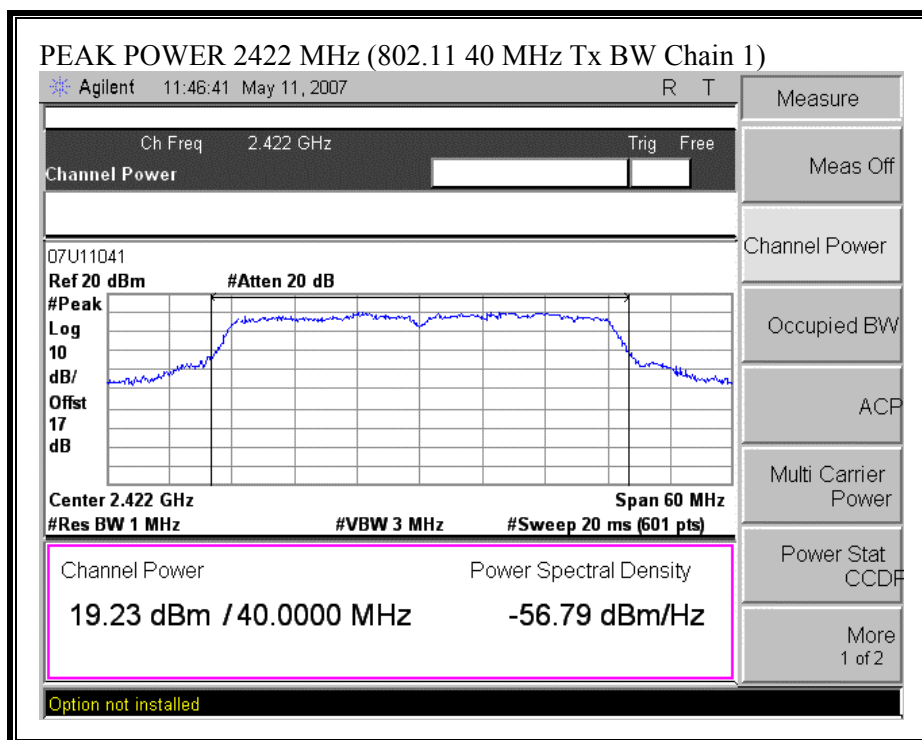 PEAK POWER 2422 MHz (802.11 40 MHz Tx BW Chain 1)
Agilent 11:46:41 May 11, 2007 R T
Measure
Ch Freq 2.422 GHz Trig Free
Channel Power
Meas Off
Channel Power
Occupied BW
ACP
Multi Carrier
Power
Power Stat
CCDF
More
1 of 2
07U11041
Ref 20 dBm #Atten 20 dB
#Peak
Log
10
dB/
Offst
17
dB
Center 2.422 GHz Span 60 MHz
#Res BW 1 MHz #VBW 3 MHz #Sweep 20 ms (601 pts)
Channel Power Power Spectral Density
19.23 dBm / 40.0000 MHz -56.79 dBm/Hz
Option not installed